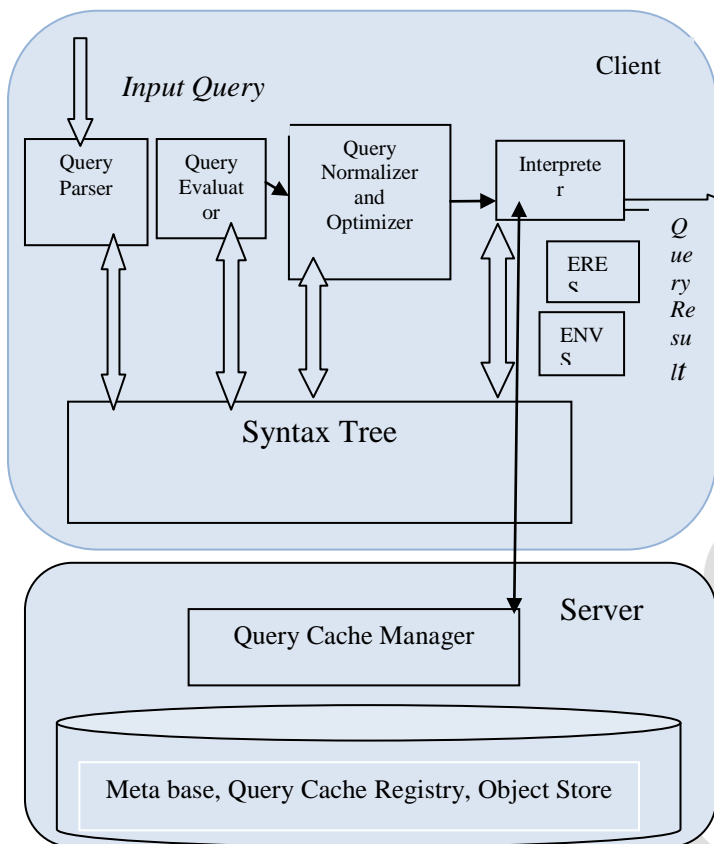 Client
Input Query
Query
Parser
Query
Evaluat
or
Query
Normalizer
and
Optimizer
Interprete
r
ERE
S
ENV
S
Q
ue
ry
Re
su
lt
Syntax Tree
Server
Query Cache Manager
Meta base, Query Cache Registry, Object Store